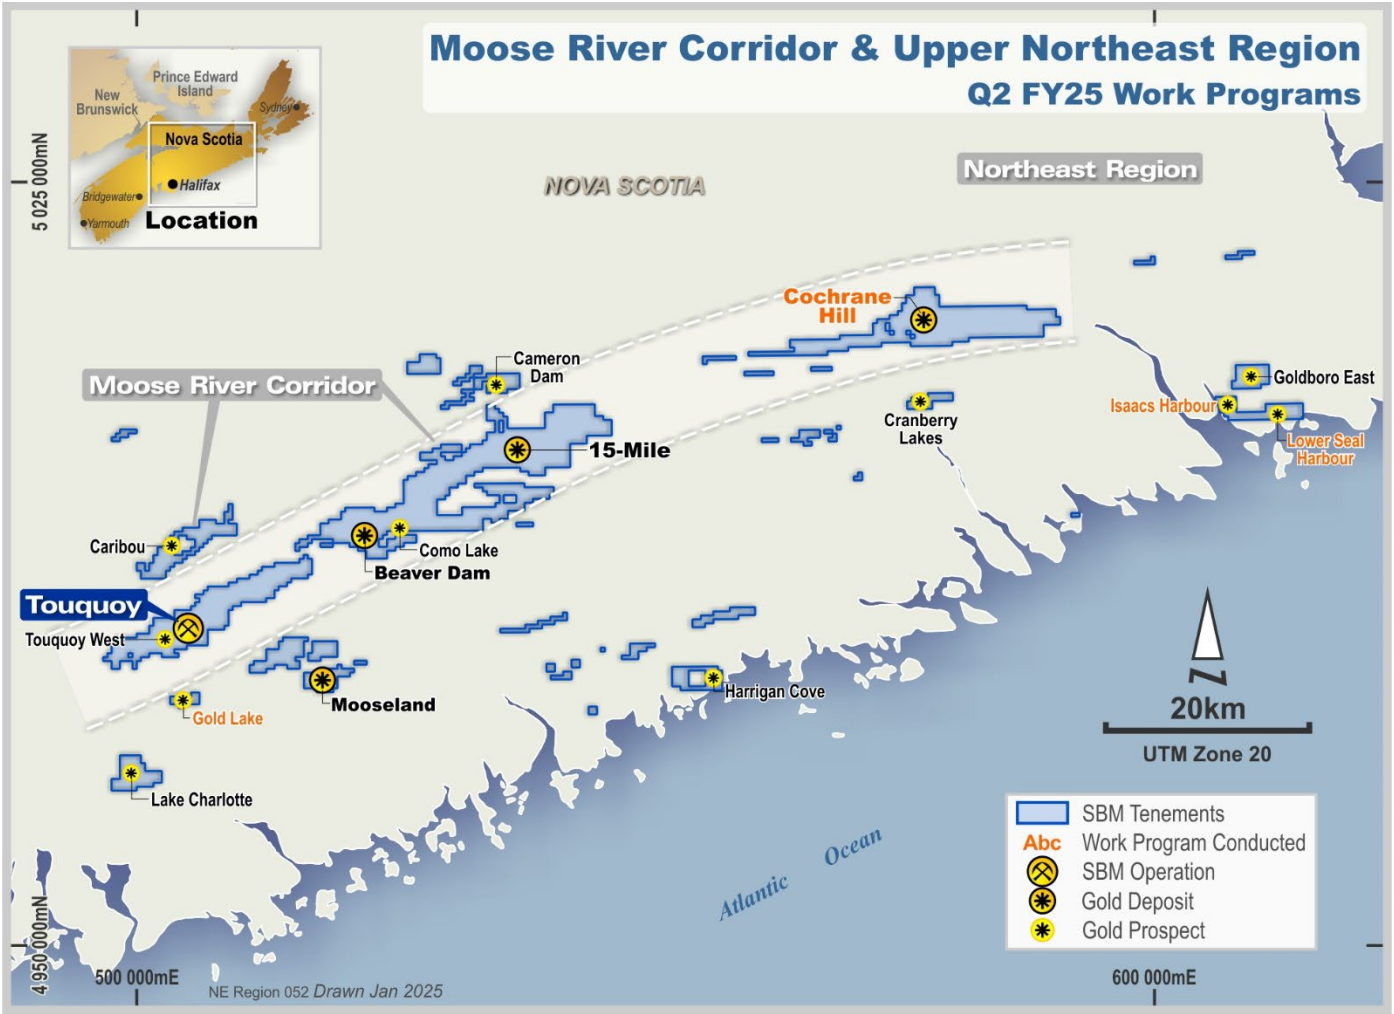 Moose River Corridor & Upper Northeast Region
Q2 FY25 Work Programs
Prince Edward
Island
New
Brunswick
Sydney
Nova Scotia
Halifax
Bridgewater
Yarmouth
Location
5 025 000mN
NOVA SCOTIA
Northeast Region
Cochrane
Hill
Cameron
Dam
Moose River Corridor
Goldboro East
Isaacs Harbour
Cranberry
Lakes
Lower Seal
Harbour
15-Mile
Caribou
Como Lake
Beaver Dam
Touquoy
Touquoy West
Harrigan Cove
Mooseland
Gold Lake
Lake Charlotte
N
20km
UTM Zone 20
SBM Tenements
Abc Work Program Conducted
SBM Operation
Gold Deposit
Gold Prospect
Atlantic Ocean
4 950 000mN
500 000mE
600 000mE
NE Region 052 Drawn Jan 2025